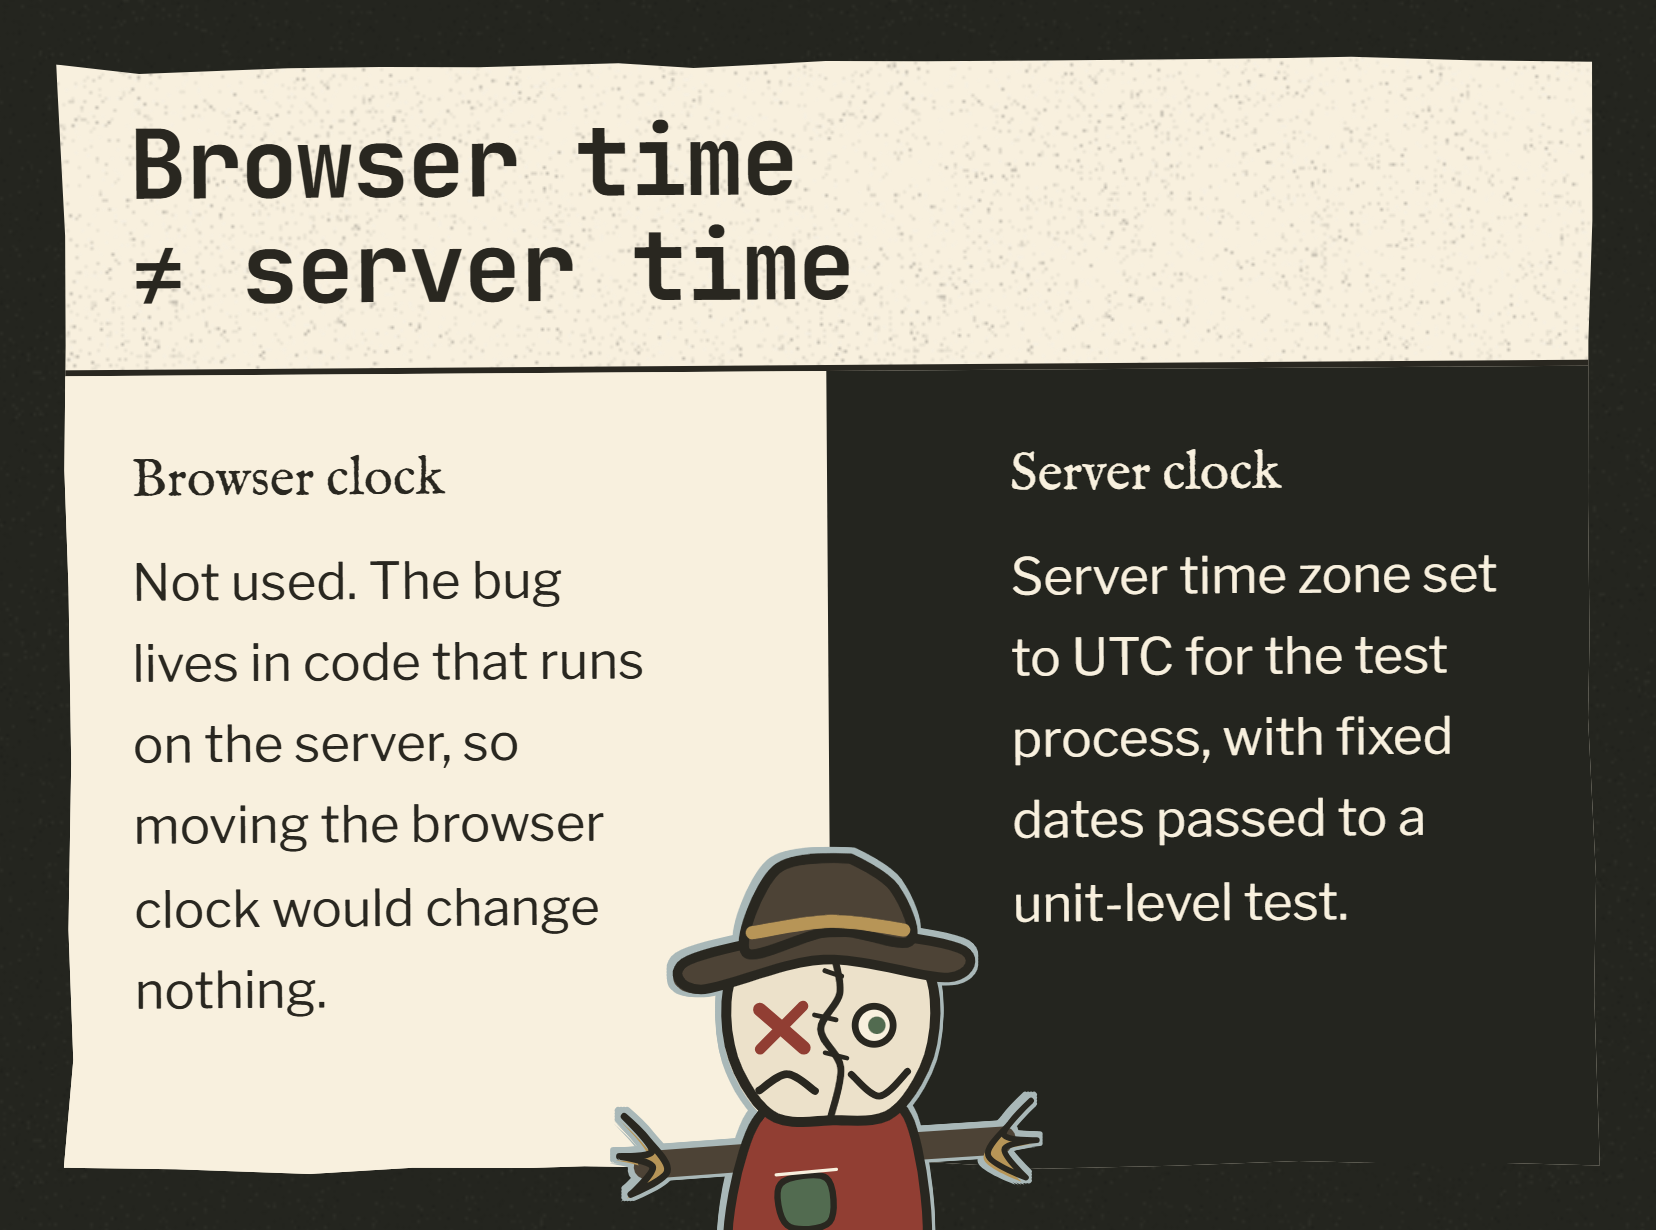 Browser time
≠ server time
Browser clock
Not used. The bug
lives in code that runs
on the server, so
moving the browser
clock would change
nothing.
Server clock
Server time zone set
to UTC for the test
process, with fixed
dates passed to a
unit-level test.